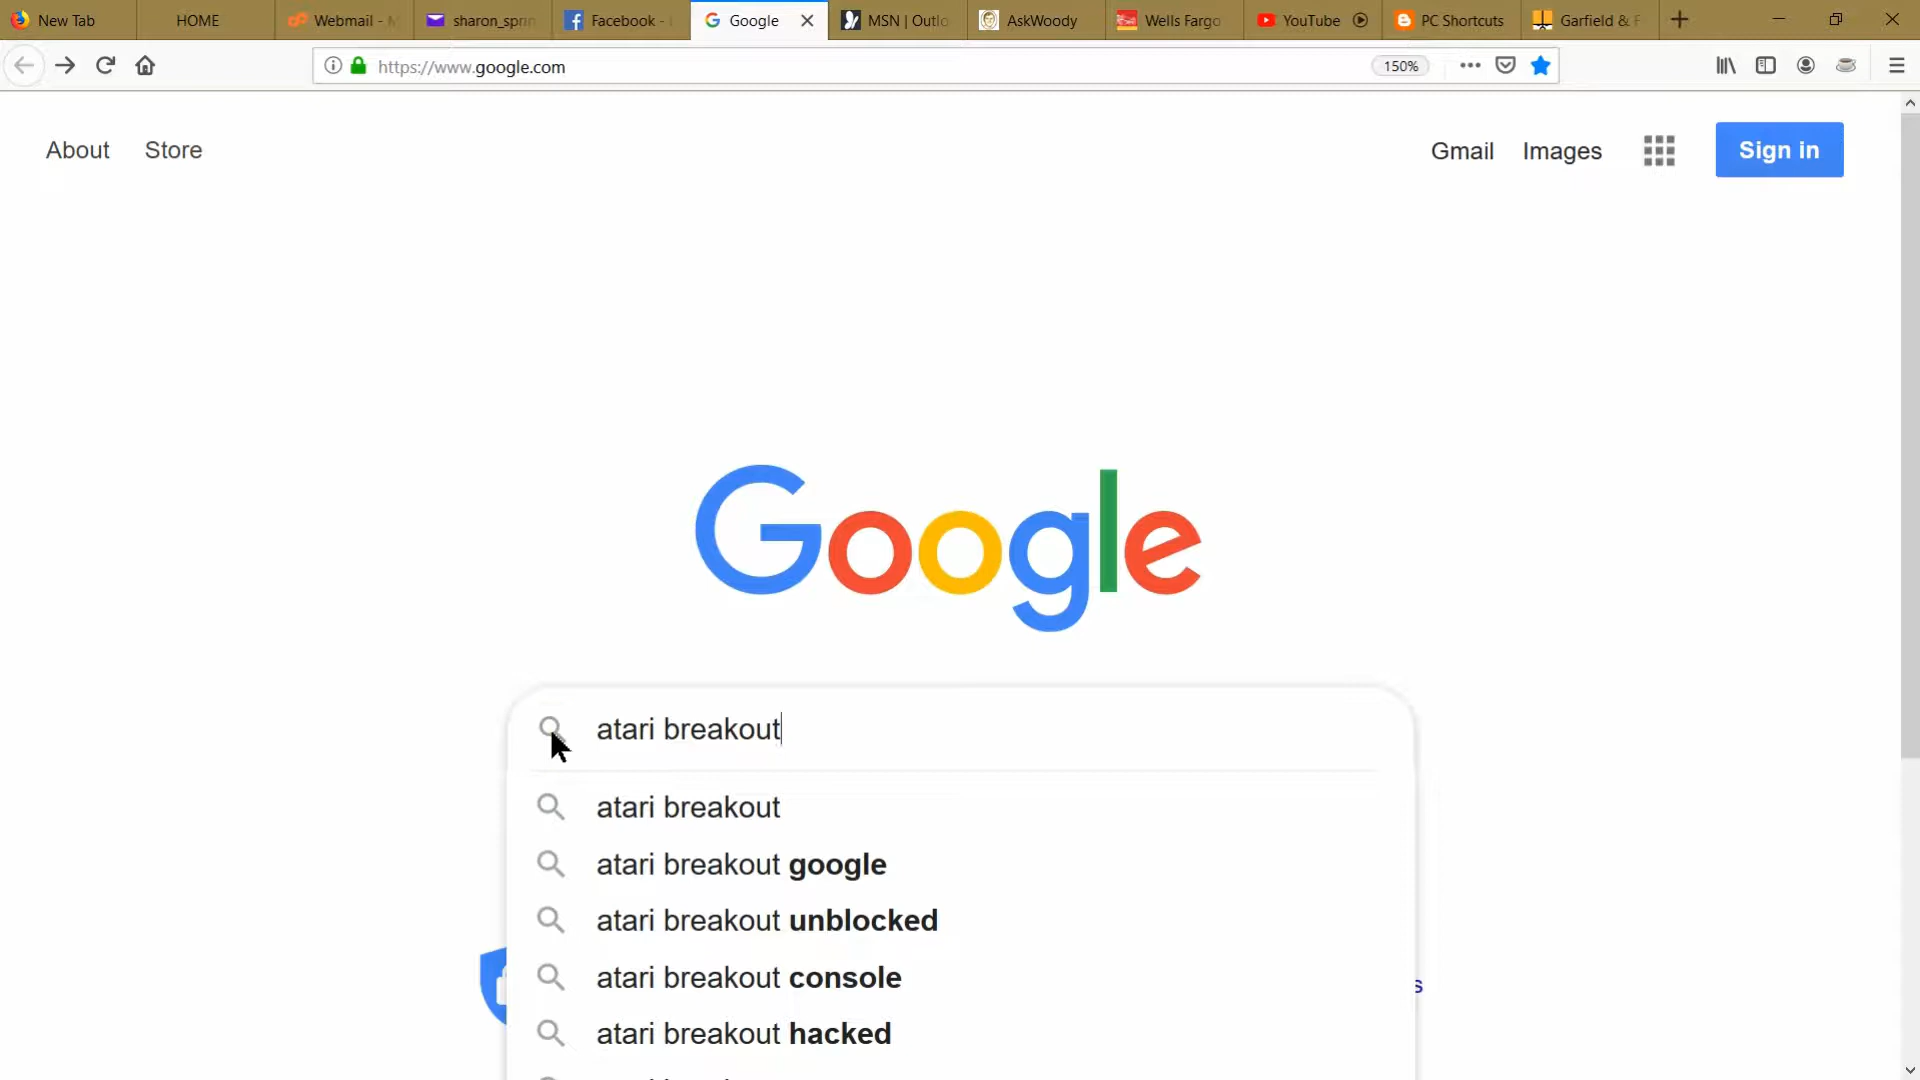 New Tab
HOME
Webmail -
sharon_spri
Facebook -
Google
MSN | Outlo
AskWoody
Wells Fargo
YouTube
PC Shortcuts
Garfield & F
https://www.google.com
150%
About
Store
Gmail
Images
Sign in
Google
atari breakout
atari breakout
atari breakout google
atari breakout unblocked
atari breakout console
atari breakout hacked
s